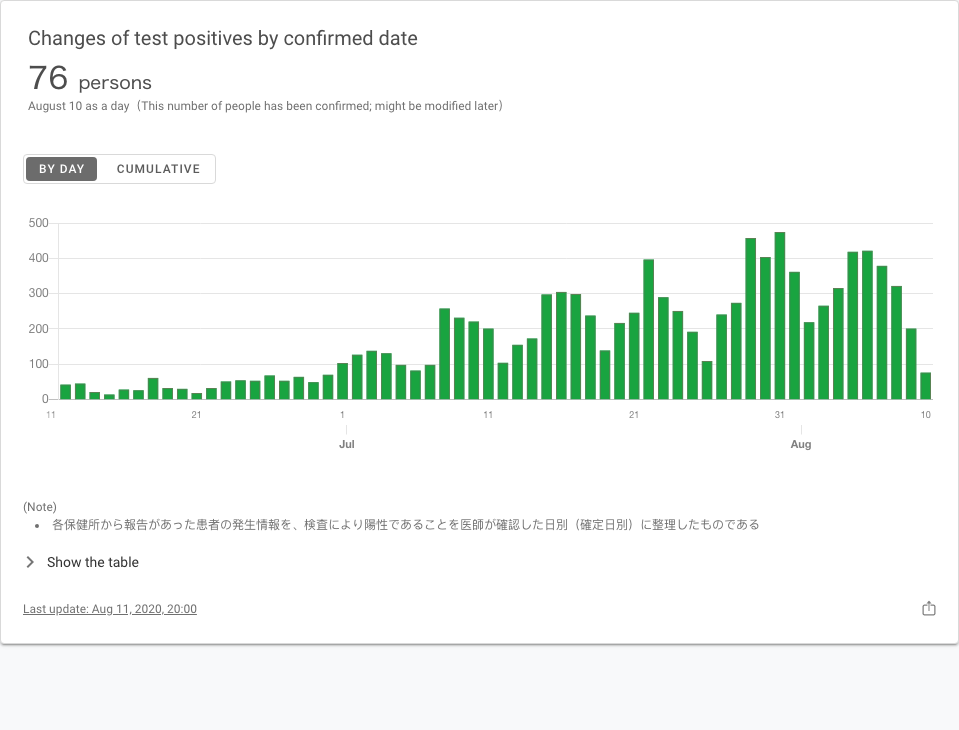 Changes of test positives by confirmed date
76 persons
August 10 as a day（This number of people has been confirmed; might be modified later）
BY DAY CUMULATIVE
500
400
300
200
100
0
11 21 1 11 21 31 10
Jul Aug
(Note)
• 各保健所から報告があった患者の発生情報を、検査により陽性であることを医師が確認した日別（確定日別）に整理したものである
Show the table
Last update: Aug 11, 2020, 20:00